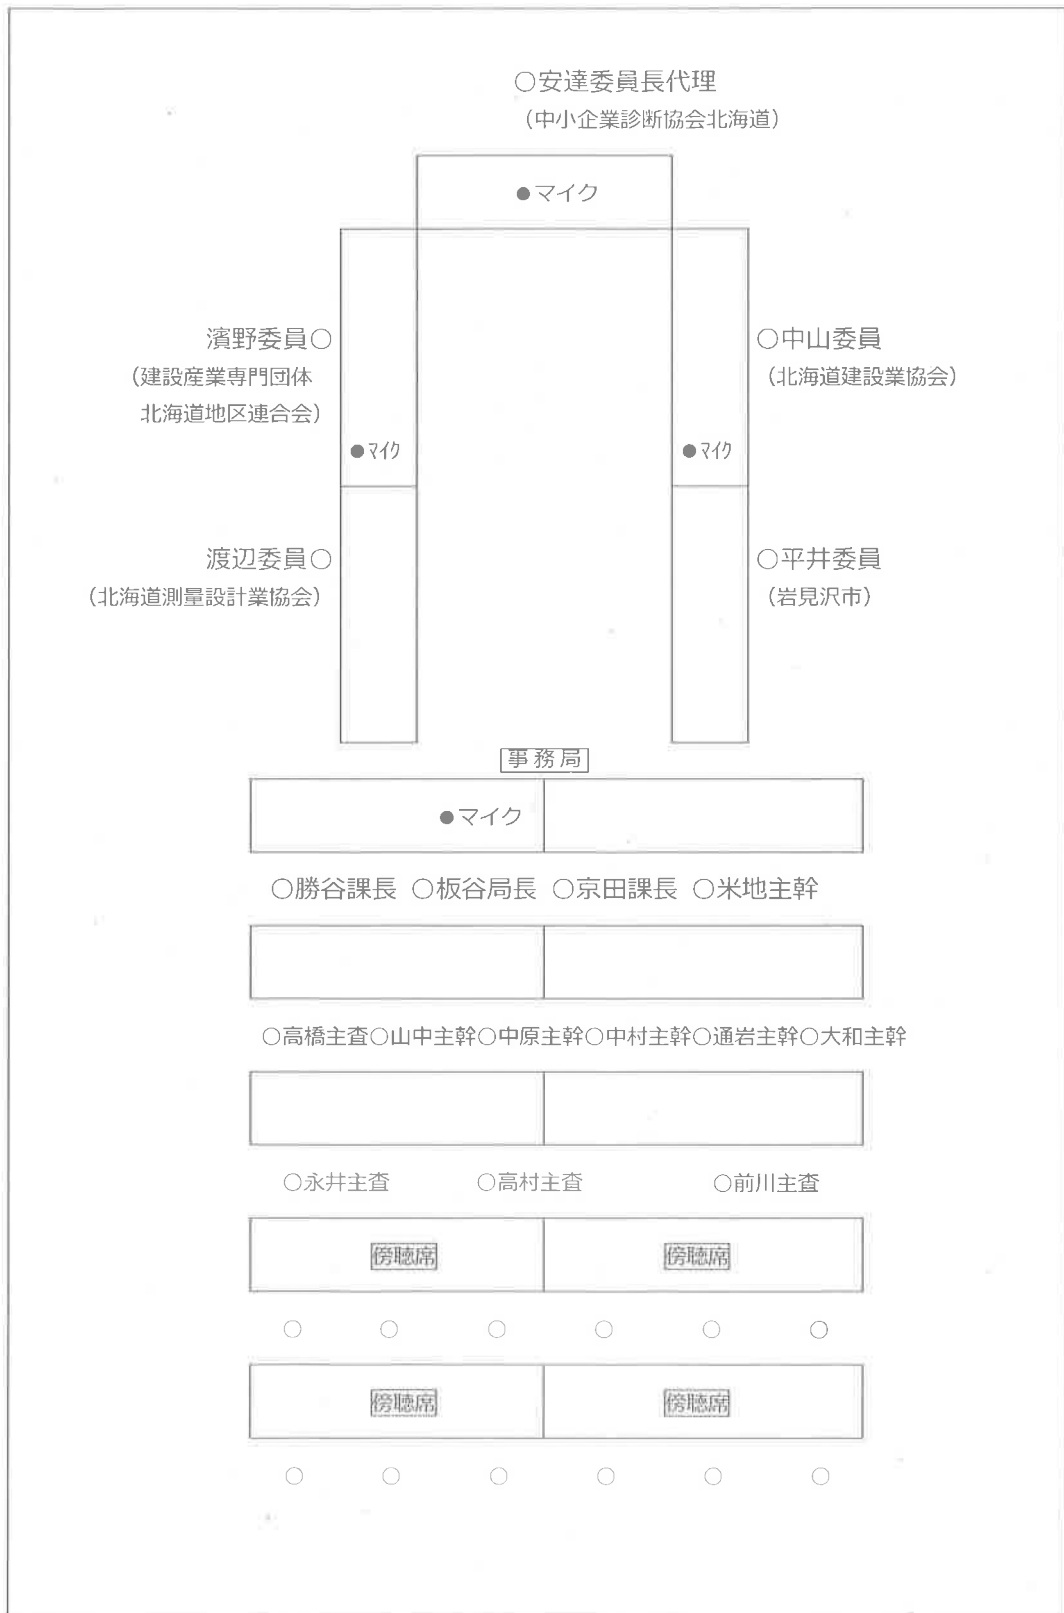 ○安達委員長代理
（中小企業診断協会北海道）
●マイク
濱野委員○
（建設産業専門団体
北海道地区連合会）
○中山委員
（北海道建設業協会）
●マイク
●マイク
渡辺委員○
（北海道測量設計業協会）
○平井委員
（岩見沢市）
事務局
●マイク
○勝谷課長 ○板谷局長 ○京田課長 ○米地主幹
○高橋主査○山中主幹○中原主幹○中村主幹○通岩主幹○大和主幹
○永井主査 ○高村主査 ○前川主査
傍聴席 傍聴席
○ ○ ○ ○ ○ ○
傍聴席 傍聴席
○ ○ ○ ○ ○ ○